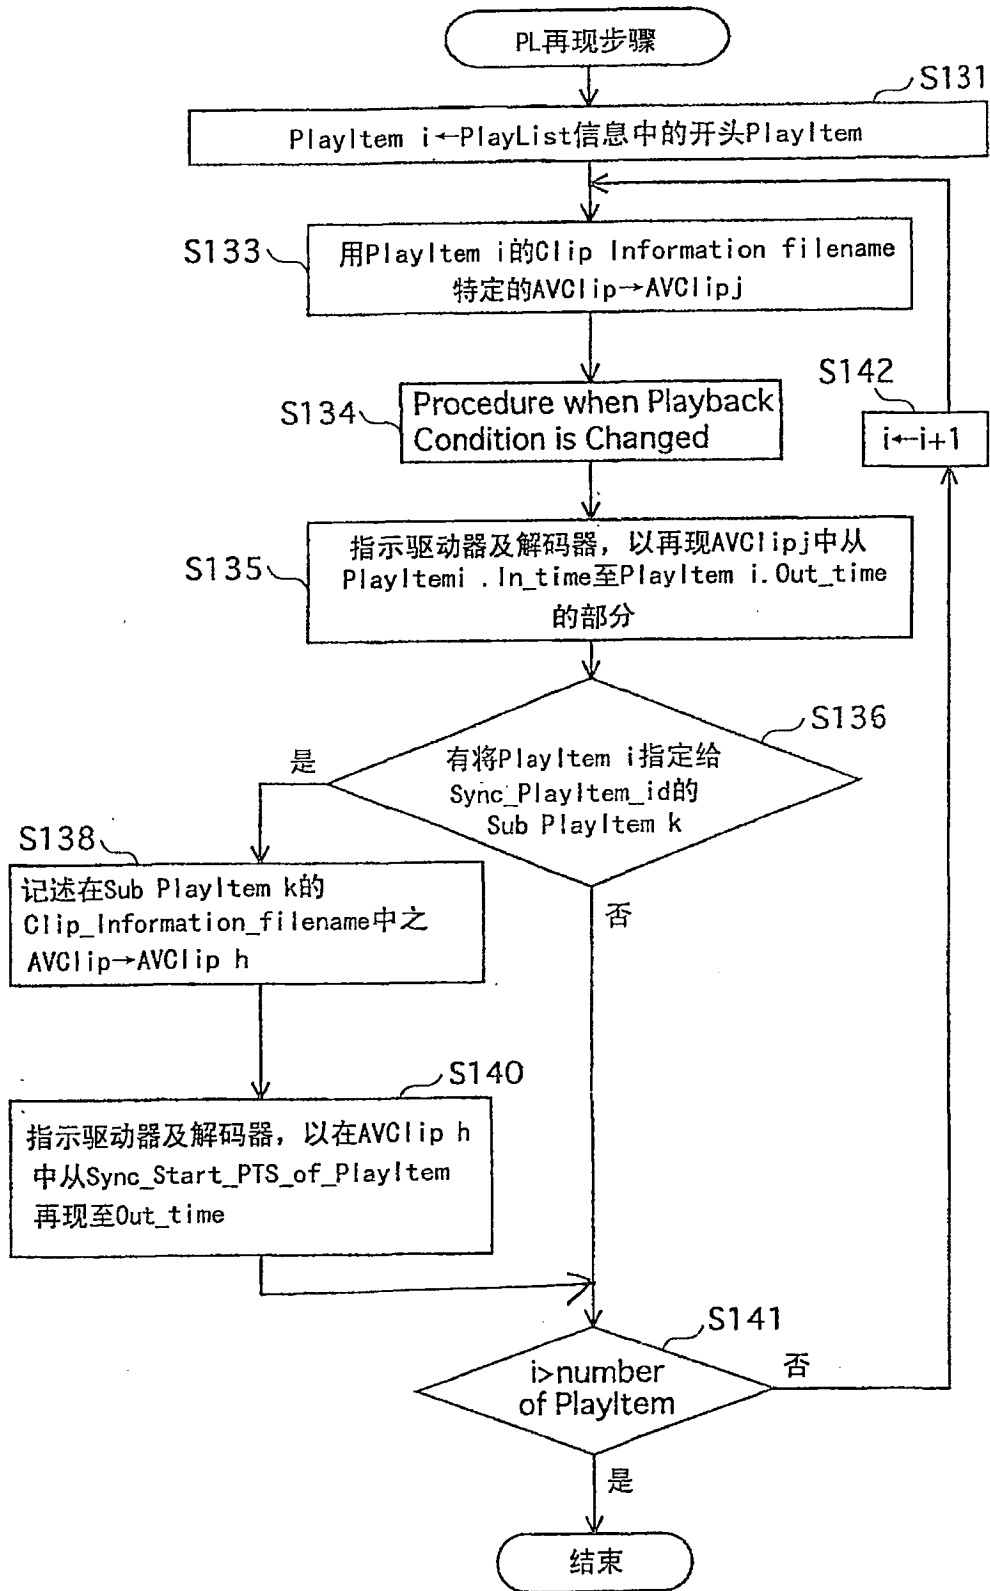 PL再现步骤
S131
PlayItem i←PlayList信息中的开头PlayItem
S133
用PlayItem i的Clip Information filename
特定的AVClip→AVClipj
S142
i←i+1
S134
Procedure when Playback
Condition is Changed
S135
指示驱动器及解码器，以再现AVClipj中从
PlayItemi .In_time至PlayItem i.Out_time
的部分
S136
有将PlayItem i指定给
Sync_PlayItem_id的
Sub PlayItem k
是
否
S138
记述在Sub PlayItem k的
Clip_Information_filename中之
AVClip→AVClip h
S140
指示驱动器及解码器，以在AVClip h
中从Sync_Start_PTS_of_PlayItem
再现至Out_time
S141
i>number
of PlayItem
否
是
结束